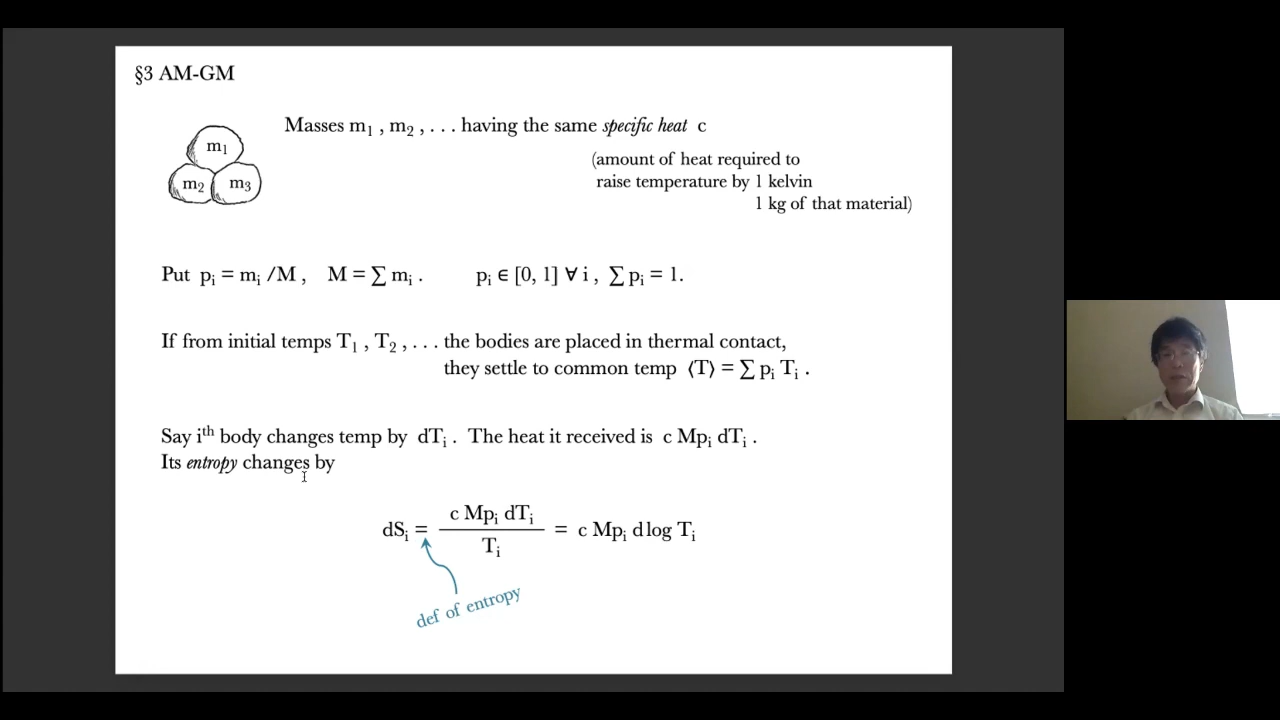 §3 AM-GM
Masses m₁ , m₂ , . . . having the same specific heat c
(amount of heat required to
raise temperature by 1 kelvin
1 kg of that material)
m₁
m₂ m₃
Put pᵢ = mᵢ /M , M = ∑ mᵢ . pᵢ ∈ [0, 1] ∀ i , ∑ pᵢ = 1.
If from initial temps T₁ , T₂ , . . . the bodies are placed in thermal contact,
they settle to common temp ⟨T⟩ = ∑ pᵢ Tᵢ .
Say iᵗʰ body changes temp by dTᵢ . The heat it received is c Mpᵢ dTᵢ .
Its entropy changes by
dSᵢ = c Mpᵢ dTᵢ / Tᵢ = c Mpᵢ dlog Tᵢ
def of entropy